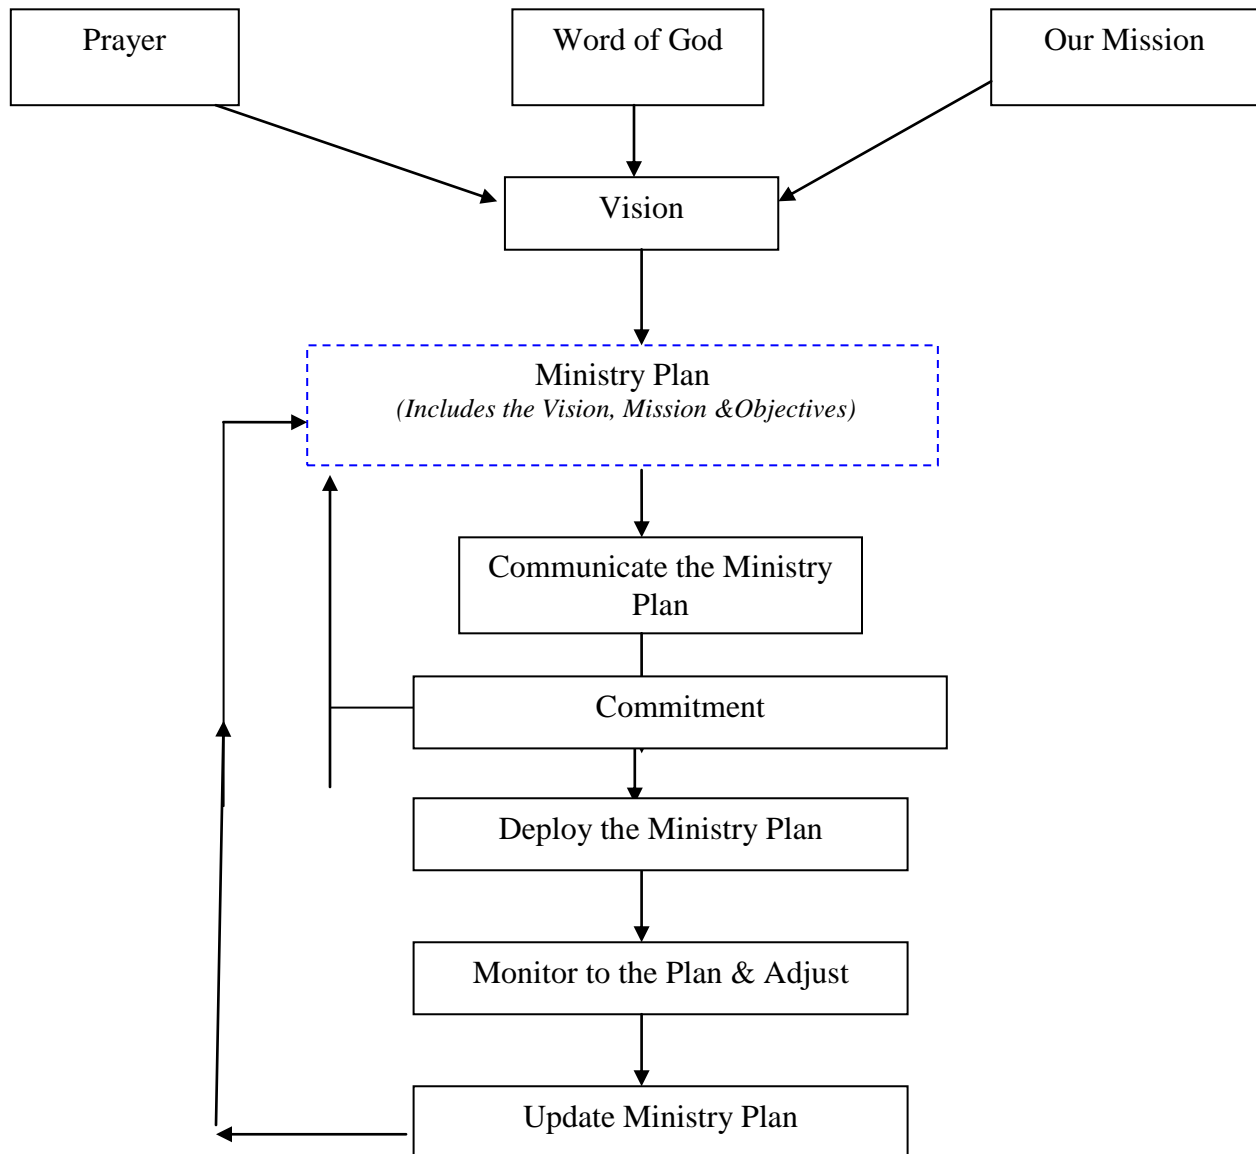 Prayer
Word of God
Our Mission
Vision
Ministry Plan
(Includes the Vision, Mission &Objectives)
Communicate the Ministry
Plan
Commitment
Deploy the Ministry Plan
Monitor to the Plan & Adjust
Update Ministry Plan